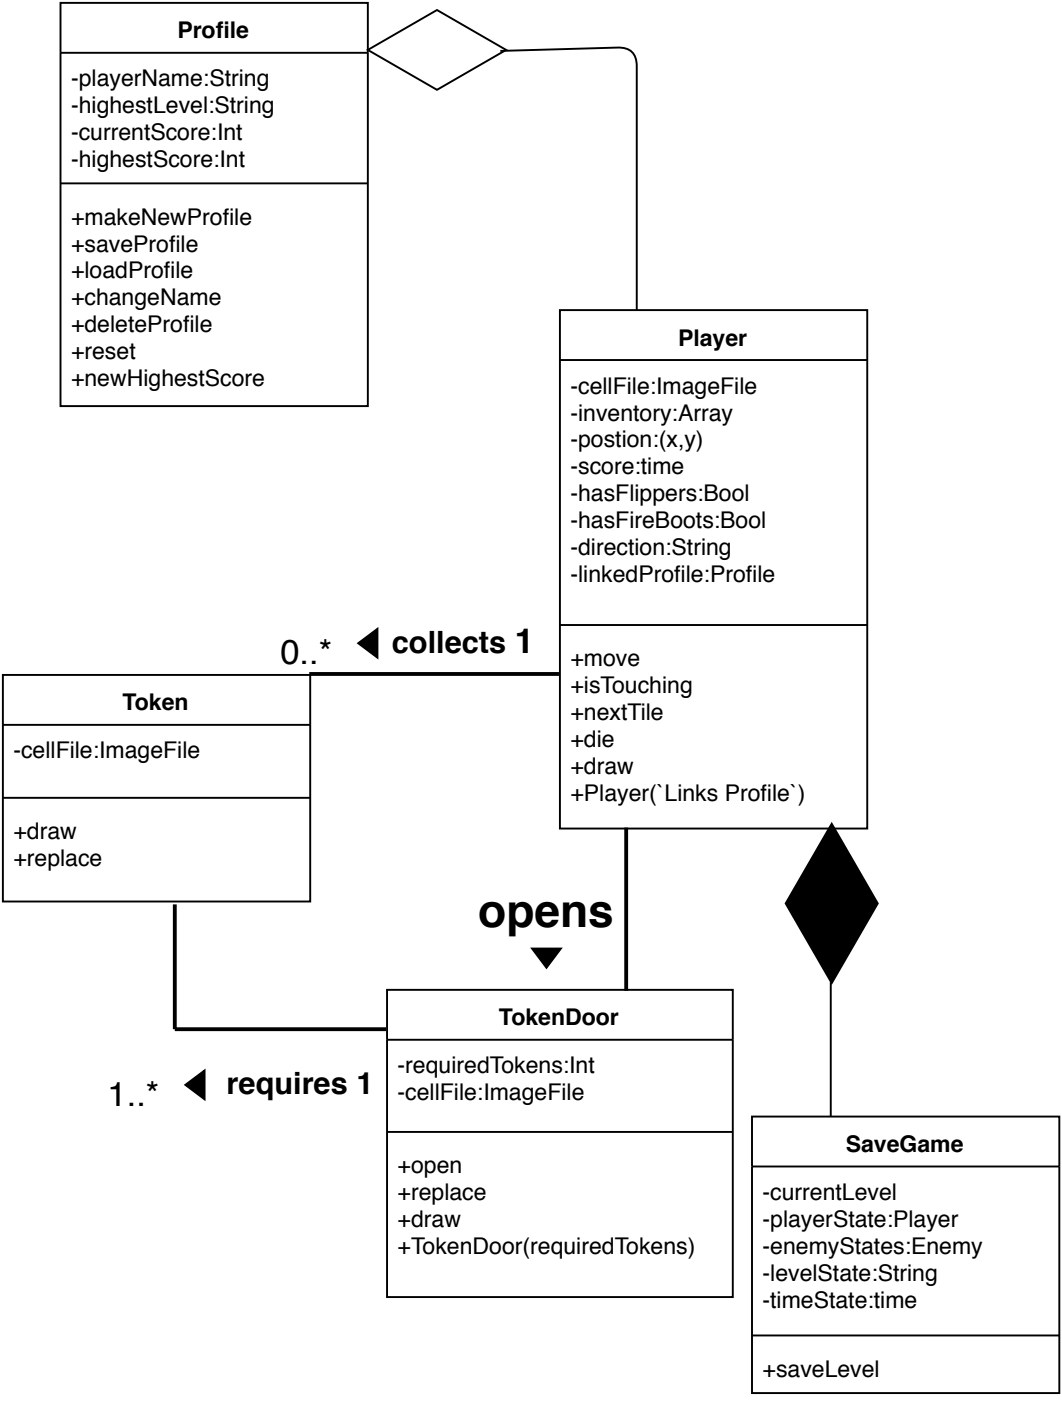 Profile
-playerName:String
-highestLevel:String
-currentScore:Int
-highestScore:Int
+makeNewProfile
+saveProfile
+loadProfile
+changeName
+deleteProfile
+reset
+newHighestScore
Player
-cellFile:ImageFile
-inventory:Array
-postion:(x,y)
-score:time
-hasFlippers:Bool
-hasFireBoots:Bool
-direction:String
-linkedProfile:Profile
+move
+isTouching
+nextTile
+die
+draw
+Player(`Links Profile`)
0..* collects 1
Token
-cellFile:ImageFile
+draw
+replace
opens
TokenDoor
-requiredTokens:Int
-cellFile:ImageFile
+open
+replace
+draw
+TokenDoor(requiredTokens)
1..* requires 1
SaveGame
-currentLevel
-playerState:Player
-enemyStates:Enemy
-levelState:String
-timeState:time
+saveLevel